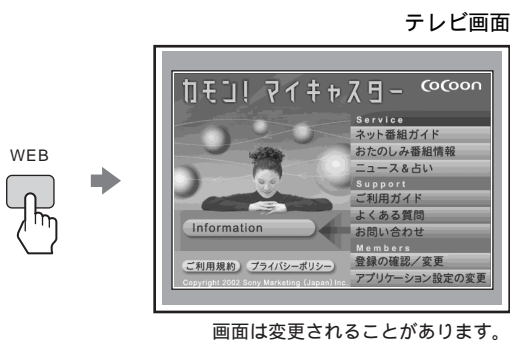 テレビ画面
カモン! マイキャスター CoCoon
WEB
Service
ネット番組ガイド
おたのしみ番組情報
ニュース&占い
Support
ご利用ガイド
よくある質問
お問い合わせ
Members
登録の確認/変更
アプリケーション設定の変更
Information
ご利用規約 プライバシーポリシー
Copyright 2002 Sony Marketing (Japan) Inc.
画面は変更されることがあります。